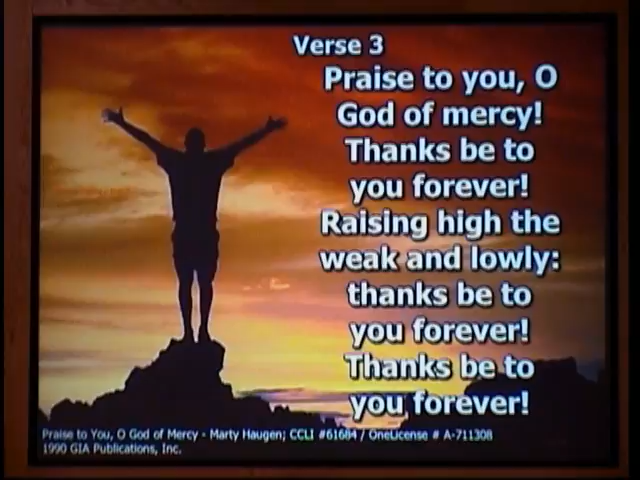 Verse 3
Praise to you, O
God of mercy!
Thanks be to
you forever!
Raising high the
weak and lowly:
thanks be to
you forever!
Thanks be to
you forever!
Praise to You, O God of Mercy - Marty Haugen; CCLI #61684 / OneLicense # A-711308
1990 GIA Publications, Inc.